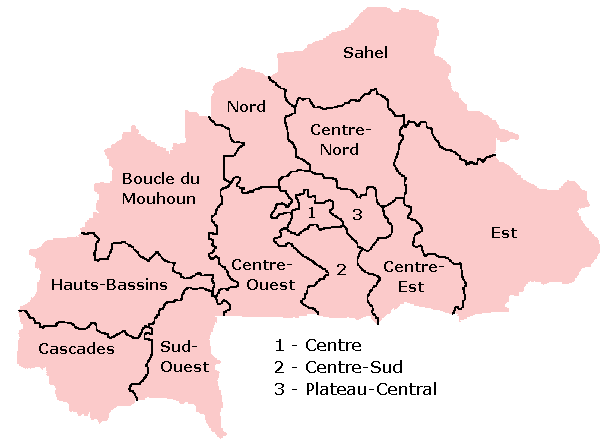 Sahel
Nord
Centre-
Nord
Boucle du
Mouhoun
1
3
Est
Centre-
Ouest
2
Centre-
Est
Hauts-Bassins
Cascades
Sud-
Ouest
1 - Centre
2 - Centre-Sud
3 - Plateau-Central